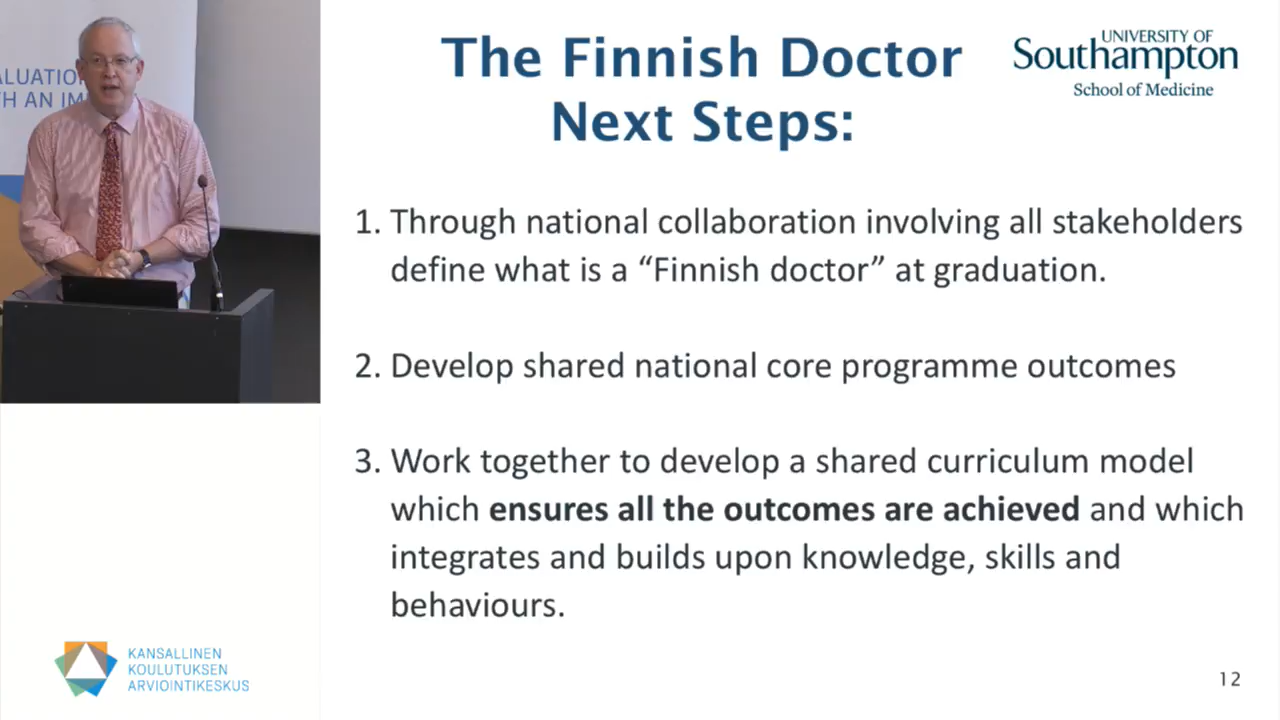 The Finnish Doctor
Next Steps:
UNIVERSITY OF
Southampton
School of Medicine
1. Through national collaboration involving all stakeholders
define what is a “Finnish doctor” at graduation.
2. Develop shared national core programme outcomes
3. Work together to develop a shared curriculum model
which ensures all the outcomes are achieved and which
integrates and builds upon knowledge, skills and
behaviours.
KANSALLINEN
KOULUTUKSEN
ARVIOINTIKESKUS
12